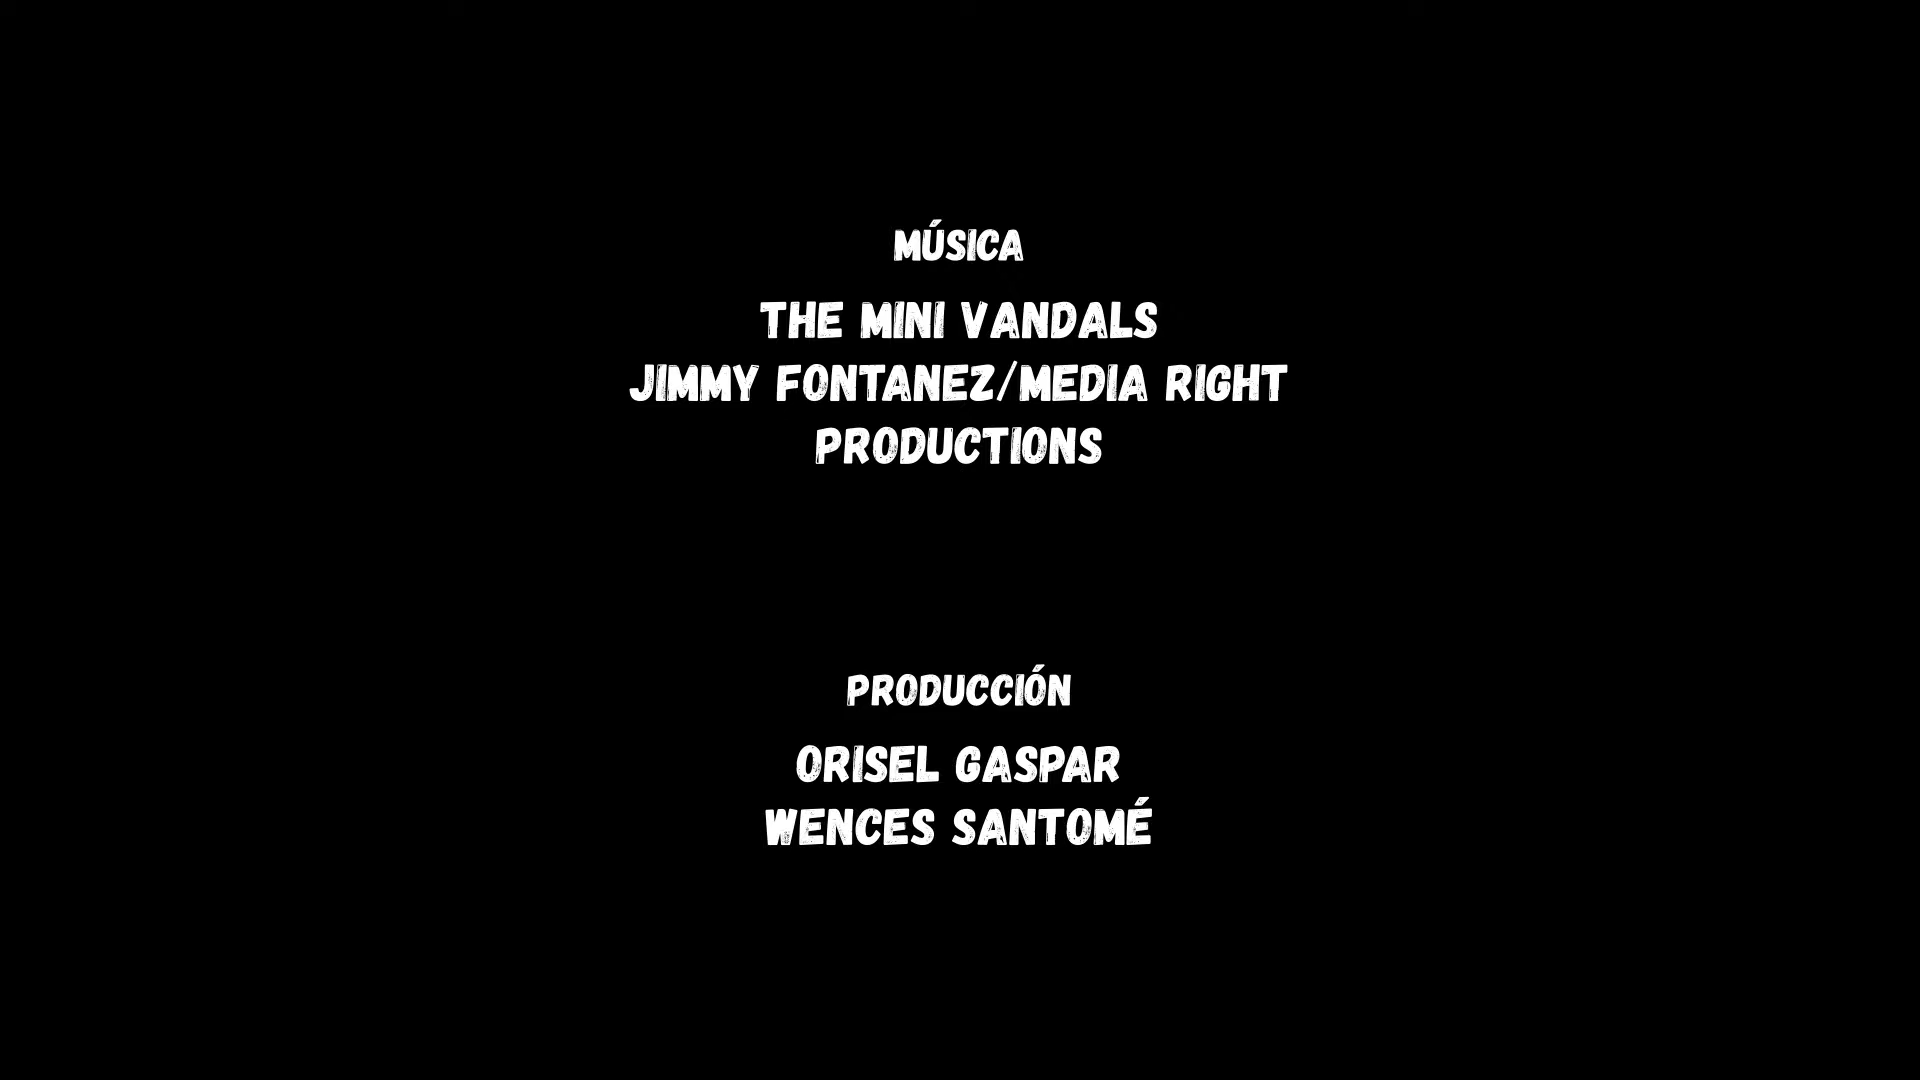 MÚSICA
THE MINI VANDALS
JIMMY FONTANEZ/MEDIA RIGHT
PRODUCTIONS
PRODUCCIÓN
ORISEL GASPAR
WENCES SANTOMÉ